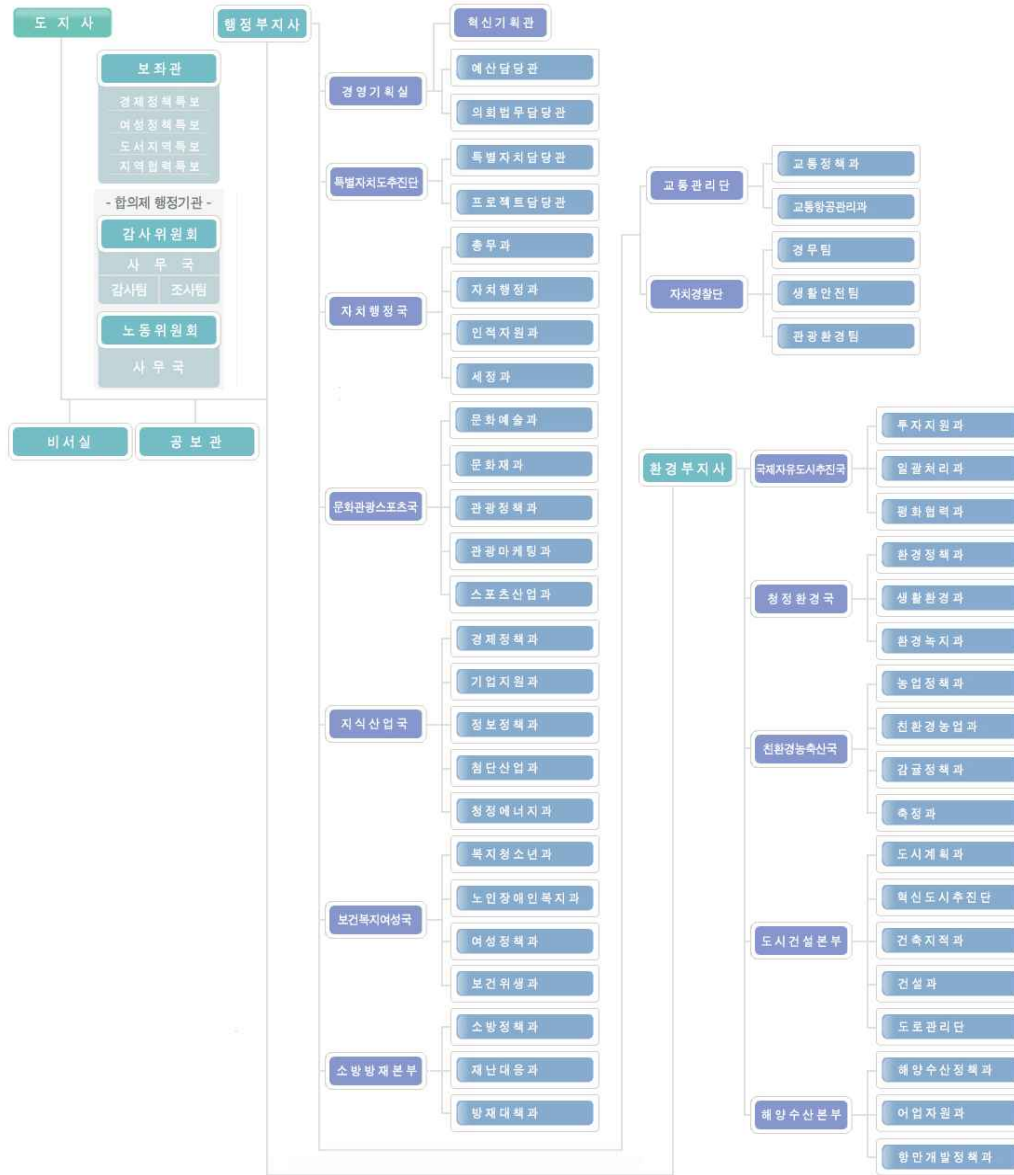 도지사
보좌관
경제정책특보
여성정책특보
도서지역특보
지역협력특보
- 합의제 행정기관 -
감사위원회
사 무 국
감사팀 조사팀
노동위원회
사 무 국
비서실
공보관
행정부지사
경영기획실
혁신기획관
예산담당관
의회법무담당관
특별자치도추진단
특별자치담당관
프로젝트담당관
자치행정국
총무과
자치행정과
인적자원과
세정과
문화관광스포츠국
문화예술과
문화재과
관광정책과
관광마케팅과
스포츠산업과
지식산업국
경제정책과
기업지원과
정보정책과
첨단산업과
청정에너지과
보건복지여성국
복지청소년과
노인장애인복지과
여성정책과
보건위생과
소방방재본부
소방정책과
재난대응과
방재대책과
교통관리단
교통정책과
교통항공관리과
자치경찰단
경무팀
생활안전팀
관광환경팀
환경부지사
국제자유도시추진국
투자지원과
일괄처리과
평화협력과
청정환경국
환경정책과
생활환경과
환경녹지과
친환경농축산국
농업정책과
친환경농업과
감귤정책과
축정과
도시건설본부
도시계획과
혁신도시추진단
건축지적과
건설과
도로관리단
해양수산본부
해양수산정책과
어업자원과
항만개발정책과